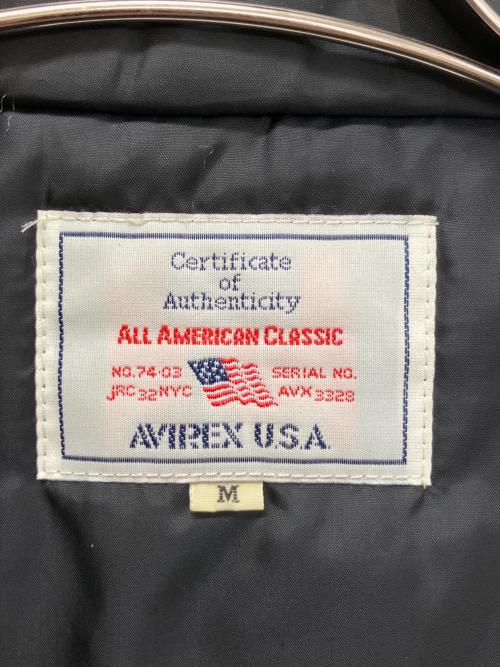 Certificate
of
Authenticity
ALL AMERICAN CLASSIC
NO.74-03 SERIAL NO.
JRC 32 NYC AVX 3328
AVIREX U.S.A.
M